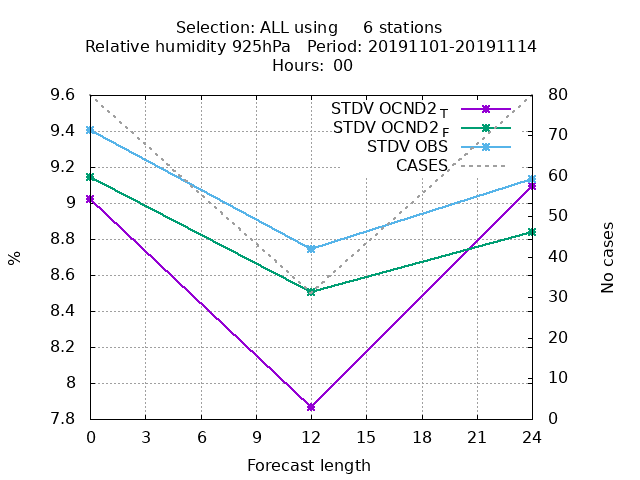 Selection: ALL using     6 stations
Relative humidity 925hPa   Period: 20191101-20191114
Hours:  00
STDV OCND2 T
STDV OCND2 F
STDV OBS
CASES
9.6
9.4
9.2
9
8.8
8.6
8.4
8.2
8
7.8
%
80
70
60
50
40
30
20
10
0
No cases
0 3 6 9 12 15 18 21 24
Forecast length